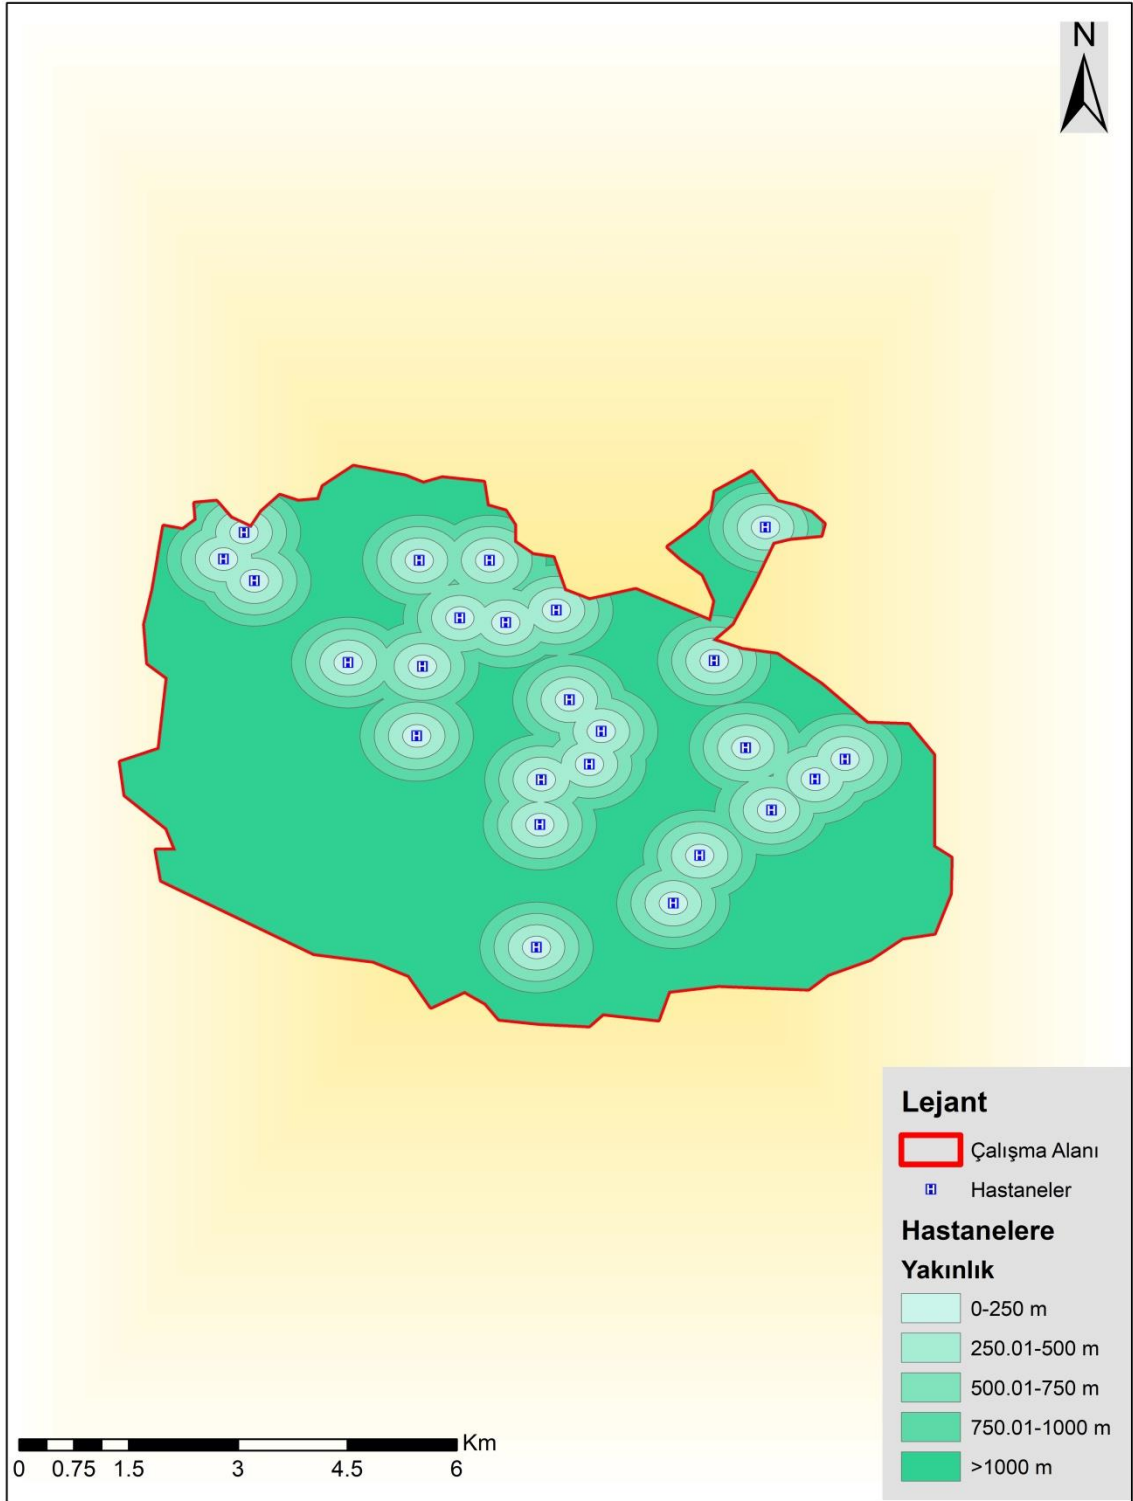 N
Lejant
Çalışma Alanı
H Hastaneler
Hastanelere
Yakınlık
0-250 m
250.01-500 m
500.01-750 m
750.01-1000 m
>1000 m
Km
0 0.75 1.5 3 4.5 6